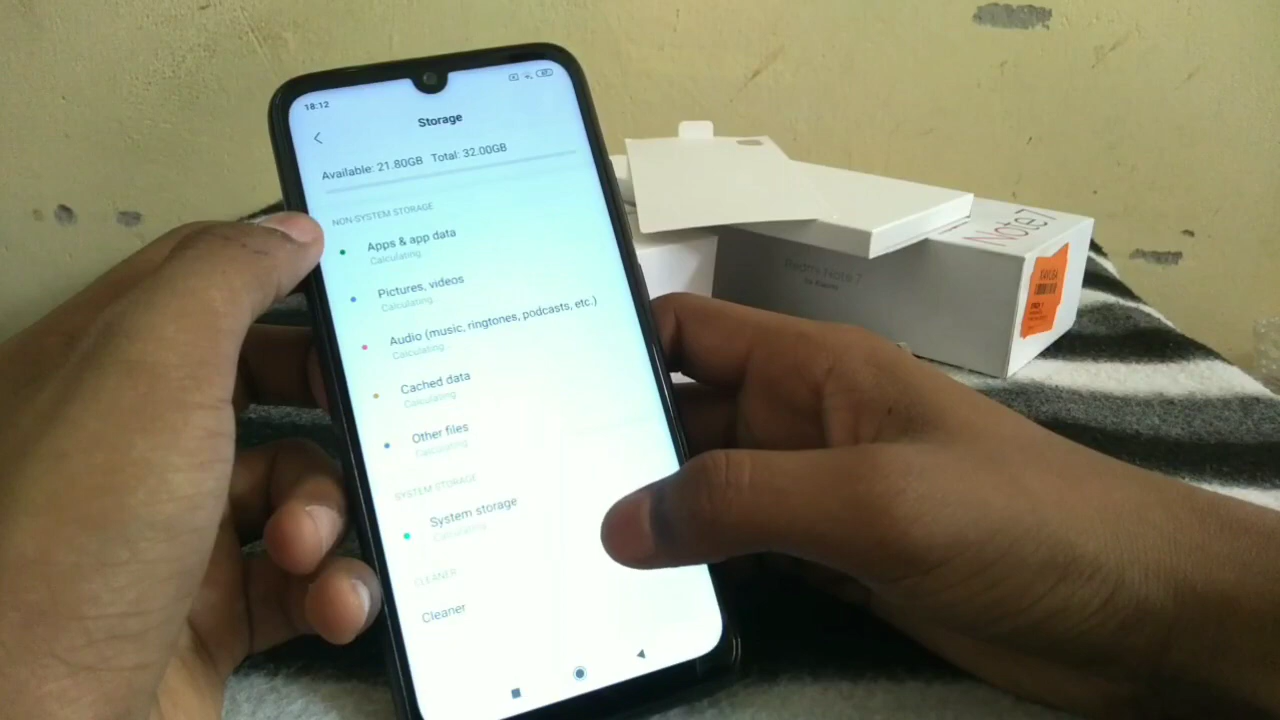 18:12
Storage
Available: 21.80GB Total: 32.00GB
NON-SYSTEM STORAGE
Apps & app data
Calculating
Pictures, videos
Calculating
Audio (music, ringtones, podcasts, etc.)
Calculating...
Cached data
Calculating
Other files
Calculating
SYSTEM STORAGE
System storage
Calculating
CLEANER
Cleaner
Note 7
Redmi Note 7